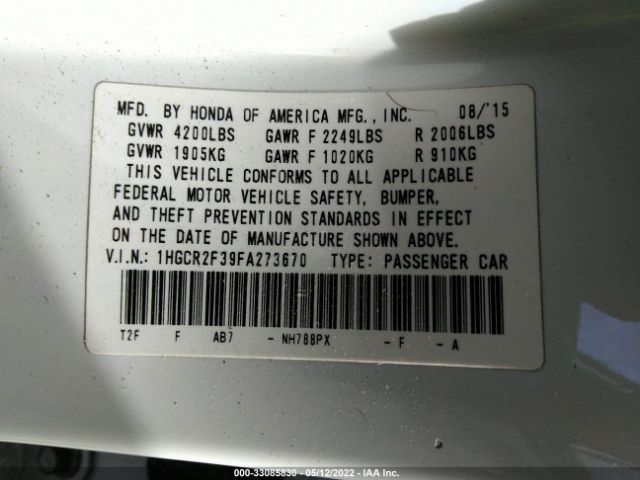 MFD. BY HONDA OF AMERICA MFG., INC. 08/'15
GVWR 4200LBS GAWR F 2249LBS R 2006LBS
GVWR 1905KG GAWR F 1020KG R 910KG
THIS VEHICLE CONFORMS TO ALL APPLICABLE
FEDERAL MOTOR VEHICLE SAFETY, BUMPER,
AND THEFT PREVENTION STANDARDS IN EFFECT
ON THE DATE OF MANUFACTURE SHOWN ABOVE.
V.I.N.: 1HGCR2F39FA273670 TYPE: PASSENGER CAR
T2F F AB7 - NH788PX - F - A
000-33085830 - 05/12/2022 - IAA Inc.